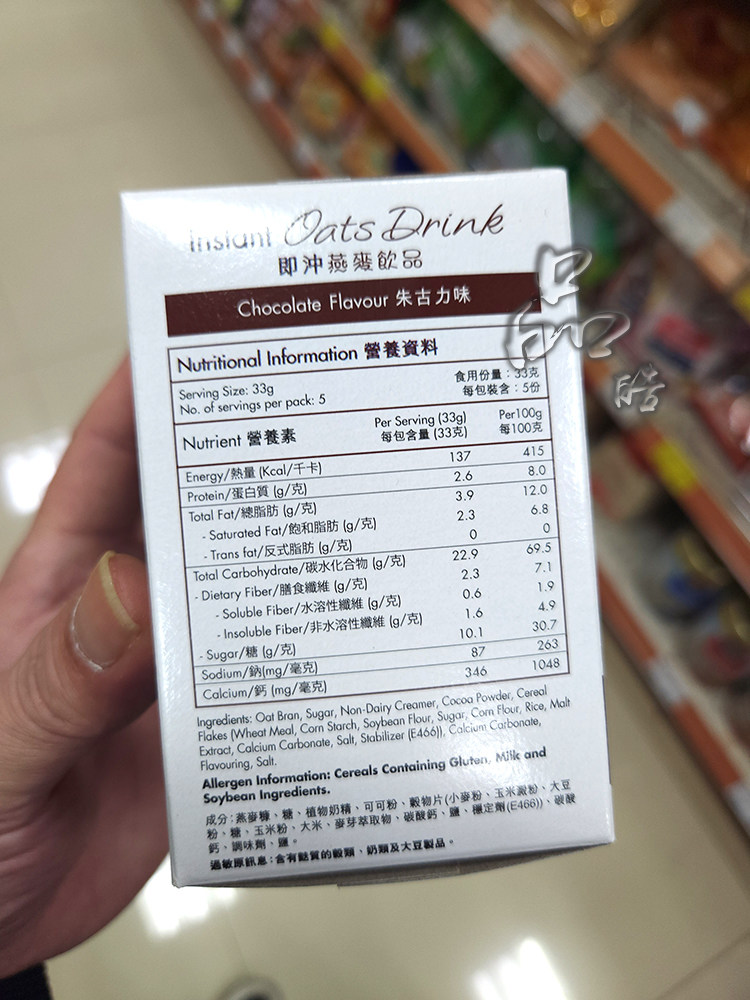 Instant Oats Drink
即沖燕麥飲品
Chocolate Flavour 朱古力味
品
皓
Nutritional Information 營養資料
Serving Size: 33g 食用份量：33克
No. of servings per pack: 5 每包裝含：5份
Nutrient 營養素 Per Serving (33g) Per100g
每包含量 (33克) 每100克
Energy/熱量 (Kcal/千卡) 137 415
Protein/蛋白質 (g/克) 2.6 8.0
Total Fat/總脂肪 (g/克) 3.9 12.0
- Saturated Fat/飽和脂肪 (g/克) 2.3 6.8
- Trans fat/反式脂肪 (g/克) 0 0
Total Carbohydrate/碳水化合物 (g/克) 22.9 69.5
- Dietary Fiber/膳食纖維 (g/克) 2.3 7.1
- Soluble Fiber/水溶性纖維 (g/克) 0.6 1.9
- Insoluble Fiber/非水溶性纖維 (g/克) 1.6 4.9
- Sugar/糖 (g/克) 10.1 30.7
Sodium/鈉(mg/毫克) 87 263
Calcium/鈣 (mg/毫克) 346 1048
Ingredients: Oat Bran, Sugar, Non-Dairy Creamer, Cocoa Powder, Cereal
Flakes (Wheat Meal, Corn Starch, Soybean Flour, Sugar, Corn Flour, Rice, Malt
Extract, Calcium Carbonate, Salt, Stabilizer (E466)), Calcium Carbonate,
Flavouring, Salt.
Allergen Information: Cereals Containing Gluten, Milk and
Soybean Ingredients.
成分：燕麥糠、糖、植物奶精、可可粉、穀物片(小麥粉、玉米澱粉、大豆
粉、糖、玉米粉、大米、麥芽萃取物、碳酸鈣、鹽、穩定劑(E466))、碳酸
鈣、調味劑、鹽。
過敏原訊息：含有麩質的穀類、奶類及大豆製品。